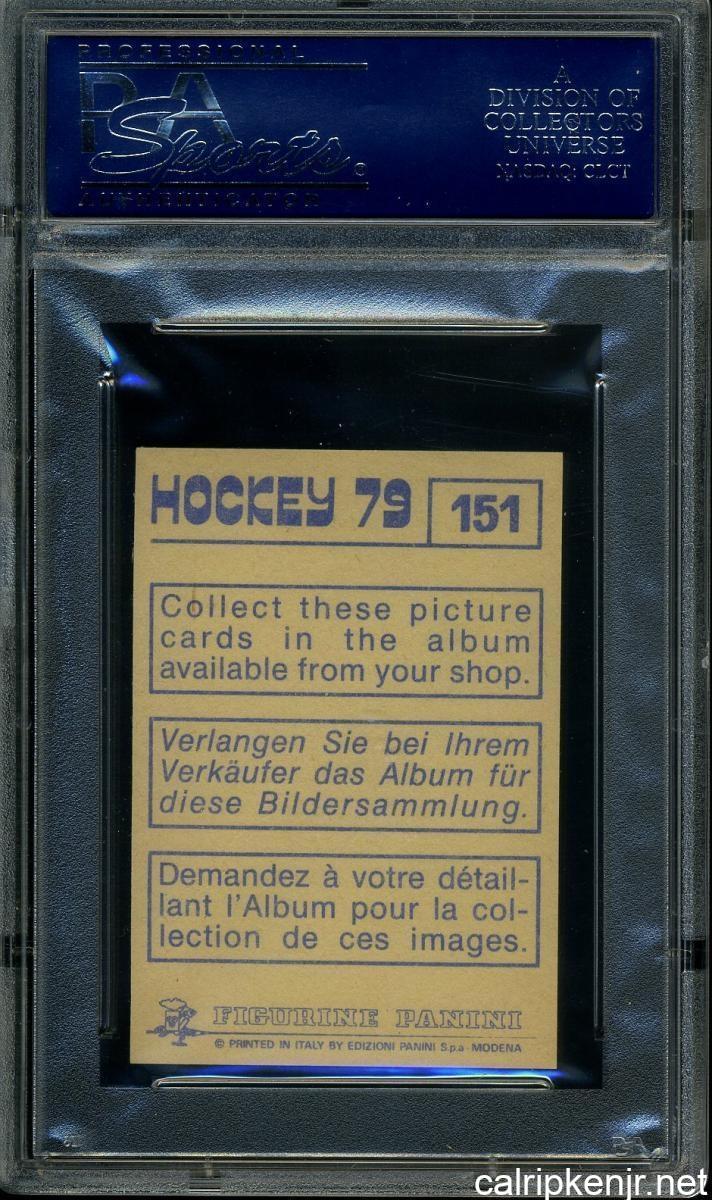 PROFESSIONAL
PSA
Sports
AUTHENTICATOR
A
DIVISION OF
COLLECTORS
UNIVERSE
NASDAQ: CLCT
HOCKEY 79
151
Collect these picture
cards in the album
available from your shop.
Verlangen Sie bei Ihrem
Verkäufer das Album für
diese Bildersammlung.
Demandez à votre détail-
lant l'Album pour la col-
lection de ces images.
FIGURINE PANINI
© PRINTED IN ITALY BY EDIZIONI PANINI S.p.a - MODENA
PSA
calripkenjr.net